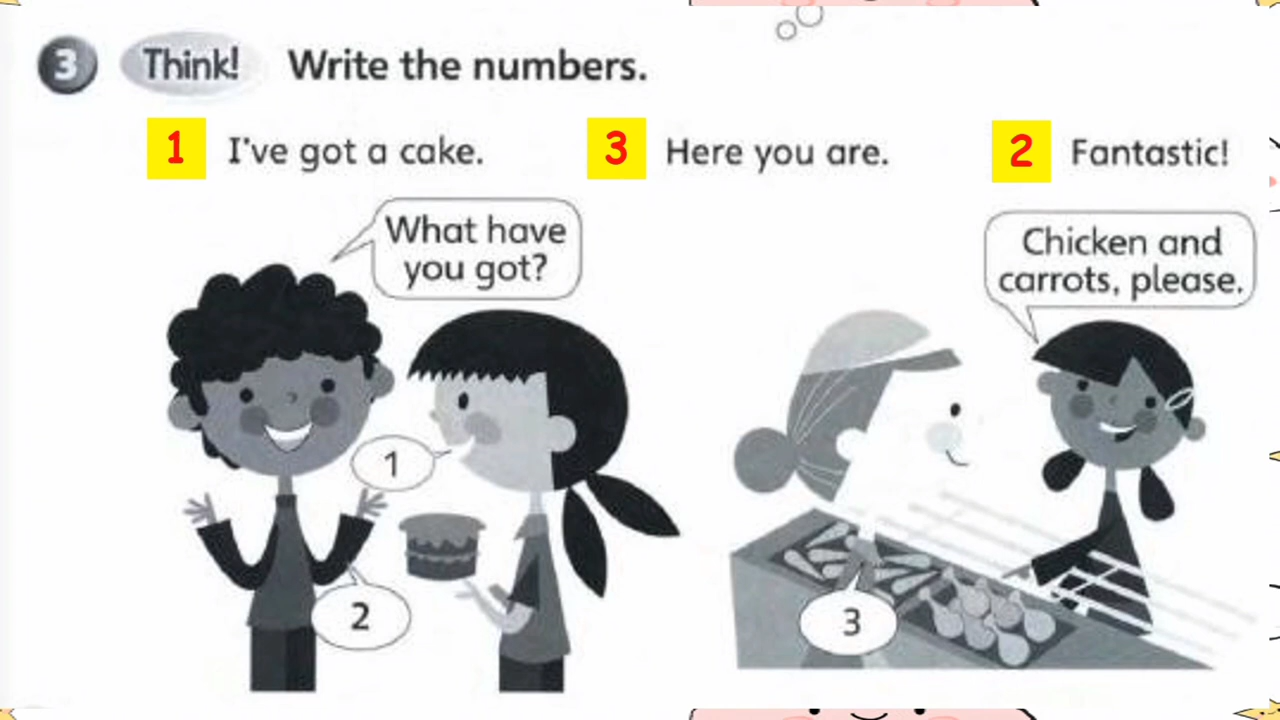 3 Think! Write the numbers.
1 I've got a cake. 3 Here you are. 2 Fantastic!
What have
you got?
Chicken and
carrots, please.
1
2
3